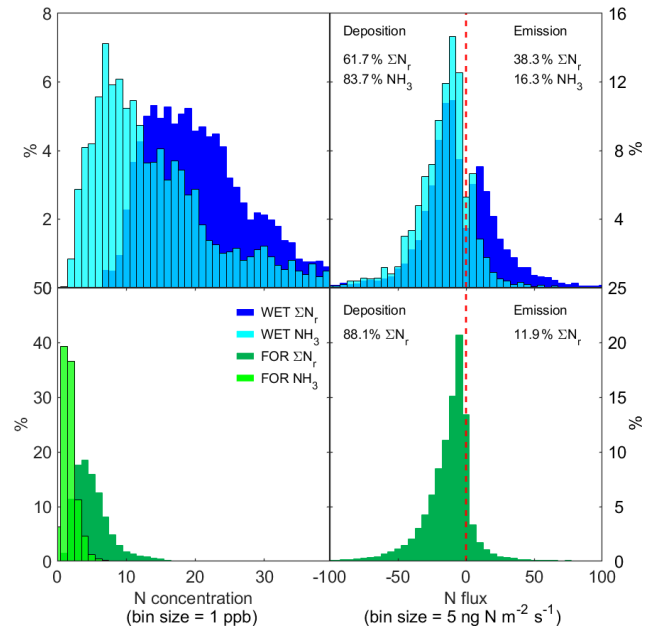 8
6
4
2
50
%
Deposition
61.7% ΣNr
83.7% NH3
Emission
38.3% ΣNr
16.3% NH3
16
12
8
4
25
%
40
30
20
10
0
%
WET ΣNr
WET NH3
FOR ΣNr
FOR NH3
Deposition
88.1% ΣNr
Emission
11.9% ΣNr
20
15
10
5
0
%
0 10 20 30 -100 -50 0 50 100
N concentration
(bin size = 1 ppb)
N flux
(bin size = 5 ng N m-2 s-1)